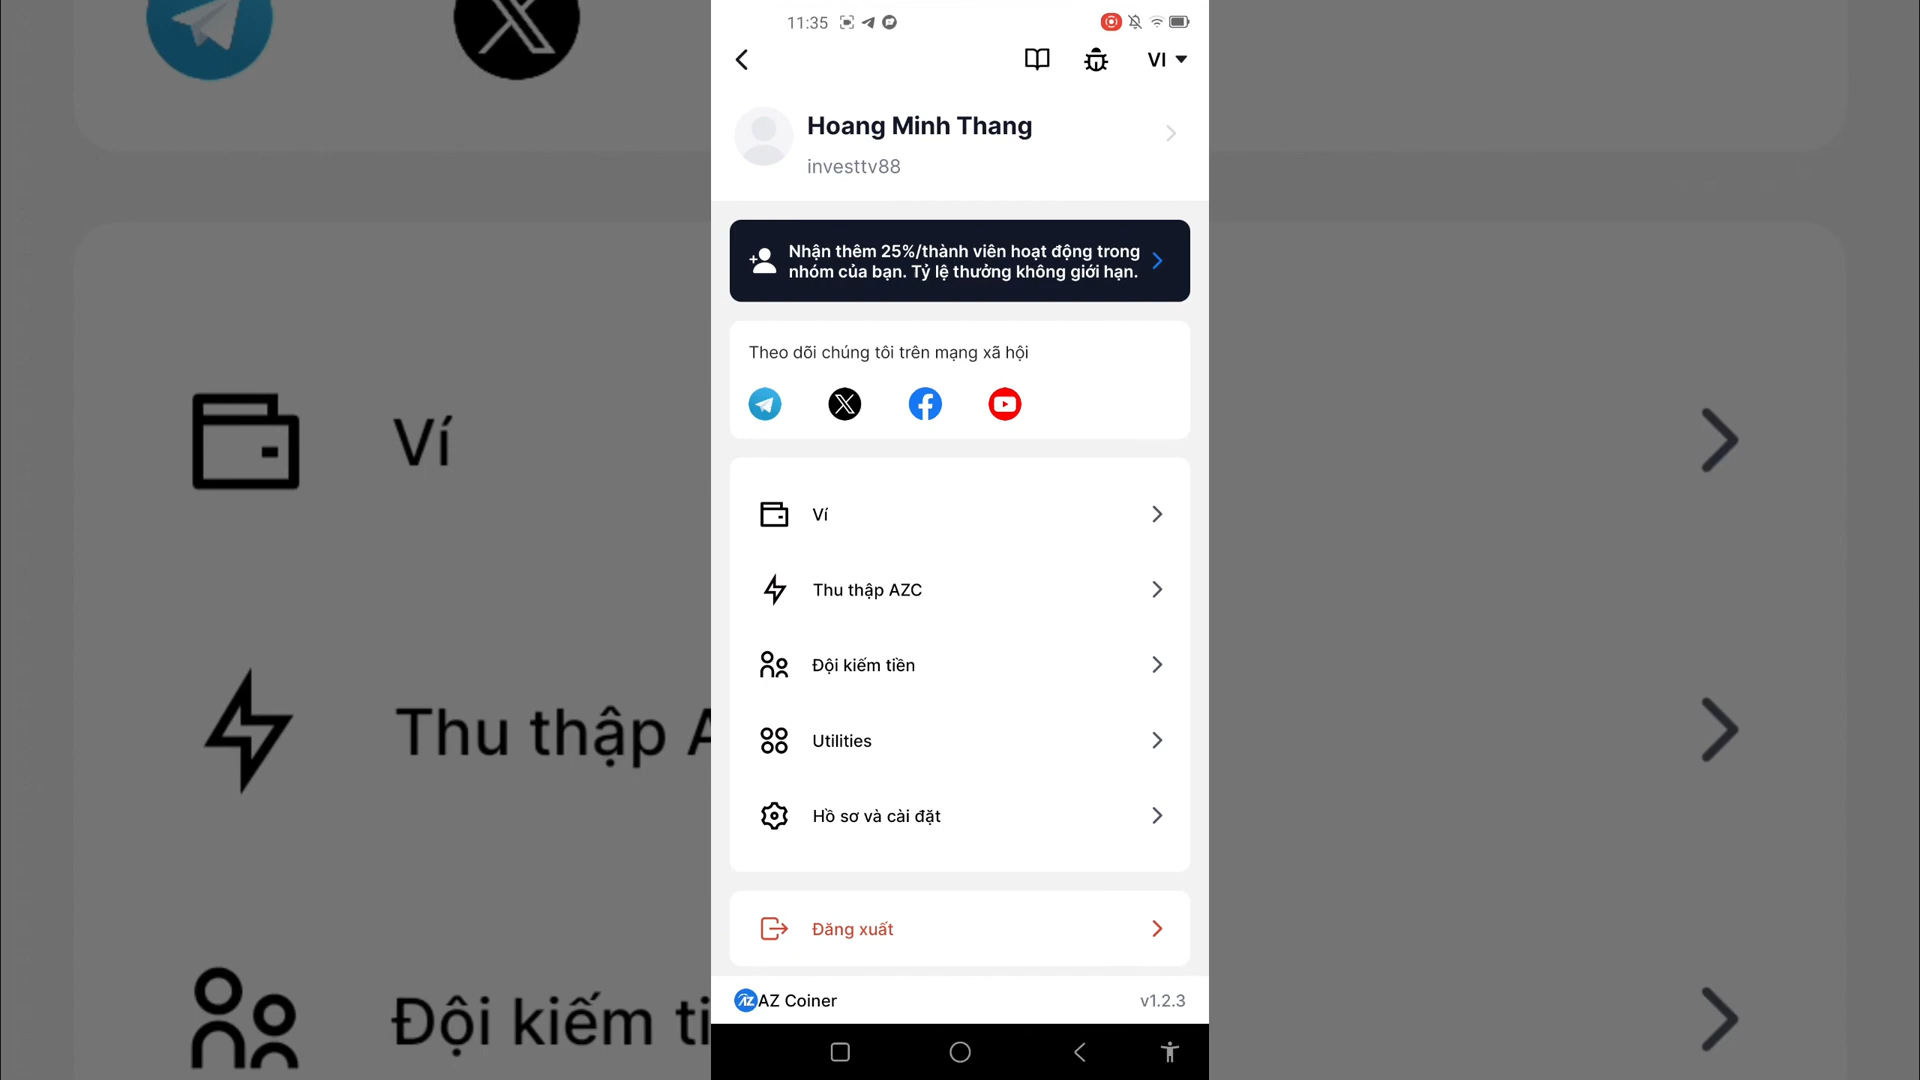 11:35
VI
Hoang Minh Thang
investtv88
Nhận thêm 25%/thành viên hoạt động trong
nhóm của bạn. Tỷ lệ thưởng không giới hạn.
Theo dõi chúng tôi trên mạng xã hội
Ví
Thu thập AZC
Đội kiếm tiền
Utilities
Hồ sơ và cài đặt
Đăng xuất
AZ Coiner
v1.2.3
Ví
Thu thập A
Đội kiếm ti